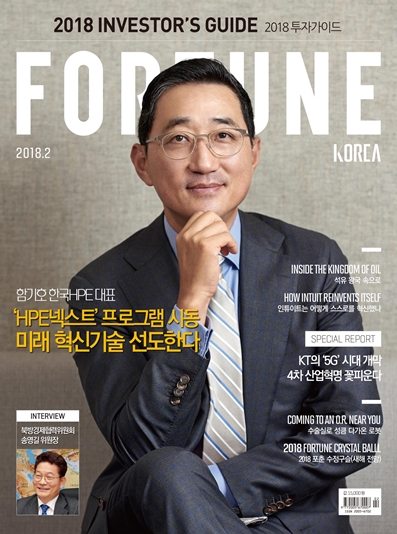 2018 INVESTOR'S GUIDE 2018 투자가이드
FORTUNE
KOREA
2018.2
INSIDE THE KINGDOM OF OIL
석유 왕국 속으로
HOW INTUIT REINVENTS ITSELF
인튜이트는 어떻게 스스로를 혁신했나
함기호 한국HPE 대표
'HPE넥스트' 프로그램 시동
미래 혁신기술 선도한다
SPECIAL REPORT
KT의 '5G' 시대 개막
4차 산업혁명 꽃피운다
COMING TO AN O.R. NEAR YOU
수술실로 성큼 다가온 로봇
2018 FORTUNE CRYSTAL BALL
2018 포춘 수정구슬(새해 전망)
INTERVIEW
북방경제협력위원회
송영길 위원장
값 15,000원